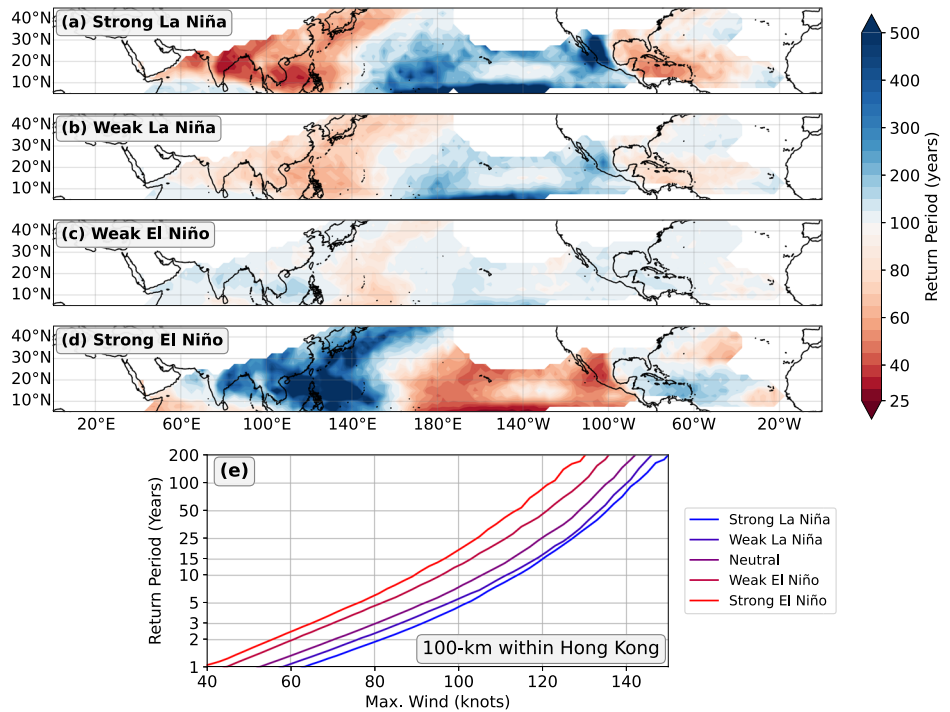 (a) Strong La Niña
40°N
30°N
20°N
10°N
(b) Weak La Niña
40°N
30°N
20°N
10°N
(c) Weak El Niño
40°N
30°N
20°N
10°N
(d) Strong El Niño
40°N
30°N
20°N
10°N
20°E 60°E 100°E 140°E 180° 140°W 100°W 60°W 20°W
500
400
300
200
100
80
60
40
25
Return Period (years)
(e)
200
100
50
25
15
10
5
3
2
1
Return Period (Years)
40 60 80 100 120 140
Max. Wind (knots)
100-km within Hong Kong
Strong La Niña
Weak La Niña
Neutral
Weak El Niño
Strong El Niño